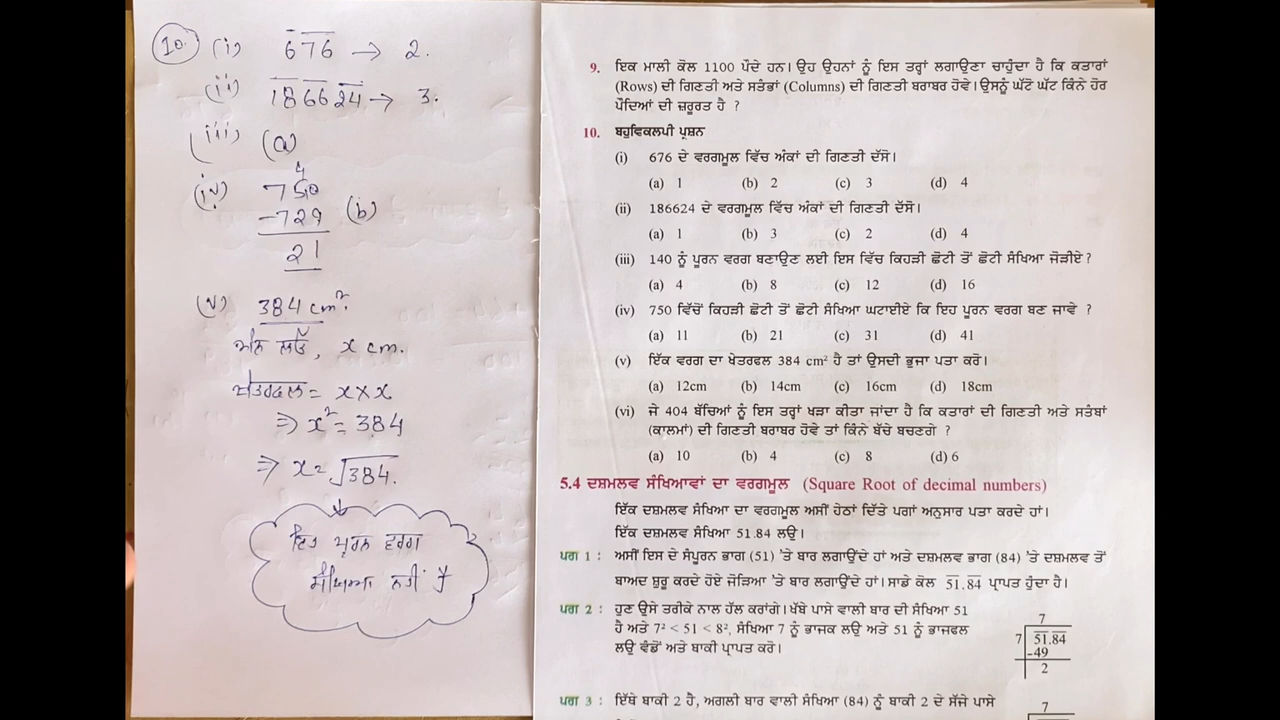 10. (i) 676 → 2.
(ii) 186624 → 3.
(iii) (a)
(iv) 750
-729 (b)
21
(v) 384 cm².
ਮੰਨ ਲਓ, x cm.
ਖੇਤਰਫਲ = x×x
⇒ x² = 384
⇒ x = √384.
ਇਹ ਪੂਰਨ ਵਰਗ
ਸੰਖਿਆ ਨਹੀਂ ਹੈ
9. ਇਕ ਮਾਲੀ ਕੋਲ 1100 ਪੌਦੇ ਹਨ। ਉਹ ਉਹਨਾਂ ਨੂੰ ਇਸ ਤਰ੍ਹਾਂ ਲਗਾਉਣਾ ਚਾਹੁੰਦਾ ਹੈ ਕਿ ਕਤਾਰਾਂ
(Rows) ਦੀ ਗਿਣਤੀ ਅਤੇ ਸਤੰਭਾਂ (Columns) ਦੀ ਗਿਣਤੀ ਬਰਾਬਰ ਹੋਵੇ। ਉਸਨੂੰ ਘੱਟੋ ਘੱਟ ਕਿੰਨੇ ਹੋਰ
ਪੌਦਿਆਂ ਦੀ ਜ਼ਰੂਰਤ ਹੈ ?
10. ਬਹੁਵਿਕਲਪੀ ਪ੍ਰਸ਼ਨ
(i) 676 ਦੇ ਵਰਗਮੂਲ ਵਿੱਚ ਅੰਕਾਂ ਦੀ ਗਿਣਤੀ ਦੱਸੋ।
(a) 1 (b) 2 (c) 3 (d) 4
(ii) 186624 ਦੇ ਵਰਗਮੂਲ ਵਿੱਚ ਅੰਕਾਂ ਦੀ ਗਿਣਤੀ ਦੱਸੋ।
(a) 1 (b) 3 (c) 2 (d) 4
(iii) 140 ਨੂੰ ਪੂਰਨ ਵਰਗ ਬਣਾਉਣ ਲਈ ਇਸ ਵਿੱਚ ਕਿਹੜੀ ਛੋਟੀ ਤੋਂ ਛੋਟੀ ਸੰਖਿਆ ਜੋੜੀਏ ?
(a) 4 (b) 8 (c) 12 (d) 16
(iv) 750 ਵਿੱਚੋਂ ਕਿਹੜੀ ਛੋਟੀ ਤੋਂ ਛੋਟੀ ਸੰਖਿਆ ਘਟਾਈਏ ਕਿ ਇਹ ਪੂਰਨ ਵਰਗ ਬਣ ਜਾਵੇ ?
(a) 11 (b) 21 (c) 31 (d) 41
(v) ਇੱਕ ਵਰਗ ਦਾ ਖੇਤਰਫਲ 384 cm² ਹੈ ਤਾਂ ਉਸਦੀ ਭੁਜਾ ਪਤਾ ਕਰੋ।
(a) 12cm (b) 14cm (c) 16cm (d) 18cm
(vi) ਜੇ 404 ਬੱਚਿਆਂ ਨੂੰ ਇਸ ਤਰ੍ਹਾਂ ਖੜਾ ਕੀਤਾ ਜਾਂਦਾ ਹੈ ਕਿ ਕਤਾਰਾਂ ਦੀ ਗਿਣਤੀ ਅਤੇ ਸਤੰਬਾਂ
(ਕਾਲਮਾਂ) ਦੀ ਗਿਣਤੀ ਬਰਾਬਰ ਹੋਵੇ ਤਾਂ ਕਿੰਨੇ ਬੱਚੇ ਬਚਣਗੇ ?
(a) 10 (b) 4 (c) 8 (d) 6
5.4 ਦਸ਼ਮਲਵ ਸੰਖਿਆਵਾਂ ਦਾ ਵਰਗਮੂਲ (Square Root of decimal numbers)
ਇੱਕ ਦਸ਼ਮਲਵ ਸੰਖਿਆ ਦਾ ਵਰਗਮੂਲ ਅਸੀਂ ਹੇਠਾਂ ਦਿੱਤੇ ਪਗਾਂ ਅਨੁਸਾਰ ਪਤਾ ਕਰਦੇ ਹਾਂ।
ਇੱਕ ਦਸ਼ਮਲਵ ਸੰਖਿਆ 51.84 ਲਉ।
ਪਗ 1 : ਅਸੀਂ ਇਸ ਦੇ ਸੰਪੂਰਨ ਭਾਗ (51) 'ਤੇ ਬਾਰ ਲਗਾਉਂਦੇ ਹਾਂ ਅਤੇ ਦਸ਼ਮਲਵ ਭਾਗ (84) 'ਤੇ ਦਸ਼ਮਲਵ ਤੋਂ
ਬਾਅਦ ਸ਼ੁਰੂ ਕਰਦੇ ਹੋਏ ਜੋੜਿਆ 'ਤੇ ਬਾਰ ਲਗਾਉਂਦੇ ਹਾਂ। ਸਾਡੇ ਕੋਲ 51.84 ਪ੍ਰਾਪਤ ਹੁੰਦਾ ਹੈ।
ਪਗ 2 : ਹੁਣ ਉਸੇ ਤਰੀਕੇ ਨਾਲ ਹੱਲ ਕਰਾਂਗੇ। ਖੱਬੇ ਪਾਸੇ ਵਾਲੀ ਬਾਰ ਦੀ ਸੰਖਿਆ 51
ਹੈ ਅਤੇ 7² < 51 < 8², ਸੰਖਿਆ 7 ਨੂੰ ਭਾਜਕ ਲਉ ਅਤੇ 51 ਨੂੰ ਭਾਜਫਲ
ਲਉ ਵੰਡੋਂ ਅਤੇ ਬਾਕੀ ਪ੍ਰਾਪਤ ਕਰੋ।
7
7 51.84
-49
2
ਪਗ 3 : ਇੱਥੇ ਬਾਕੀ 2 ਹੈ, ਅਗਲੀ ਬਾਰ ਵਾਲੀ ਸੰਖਿਆ (84) ਨੂੰ ਬਾਕੀ 2 ਦੇ ਸੱਜੇ ਪਾਸੇ
7